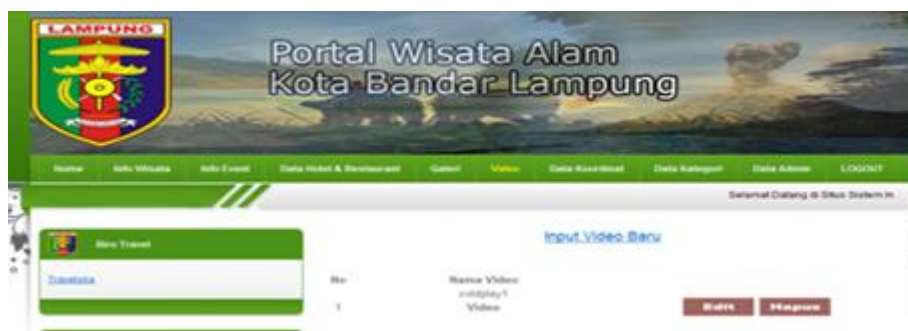 LAMPUNG
Portal Wisata Alam
Kota Bandar Lampung
Home Info Wisata Info Event Data Hotel & Restaurant Galeri Video Data Koordinat Data Kategori Data Admin LOGOUT
Selamat Datang di Situs Sistem In
Biro Travel
Input Video Baru
Traveloka
No Nama Video
coldplay1
1 Video Edit Hapus